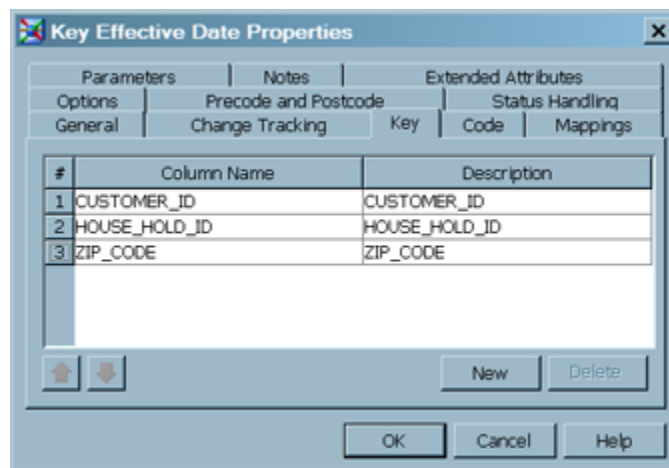 Key Effective Date Properties
Parameters Notes Extended Attributes
Options Precode and Postcode Status Handling
General Change Tracking Key Code Mappings
# Column Name Description
1 CUSTOMER_ID CUSTOMER_ID
2 HOUSE_HOLD_ID HOUSE_HOLD_ID
3 ZIP_CODE ZIP_CODE
New Delete
OK Cancel Help